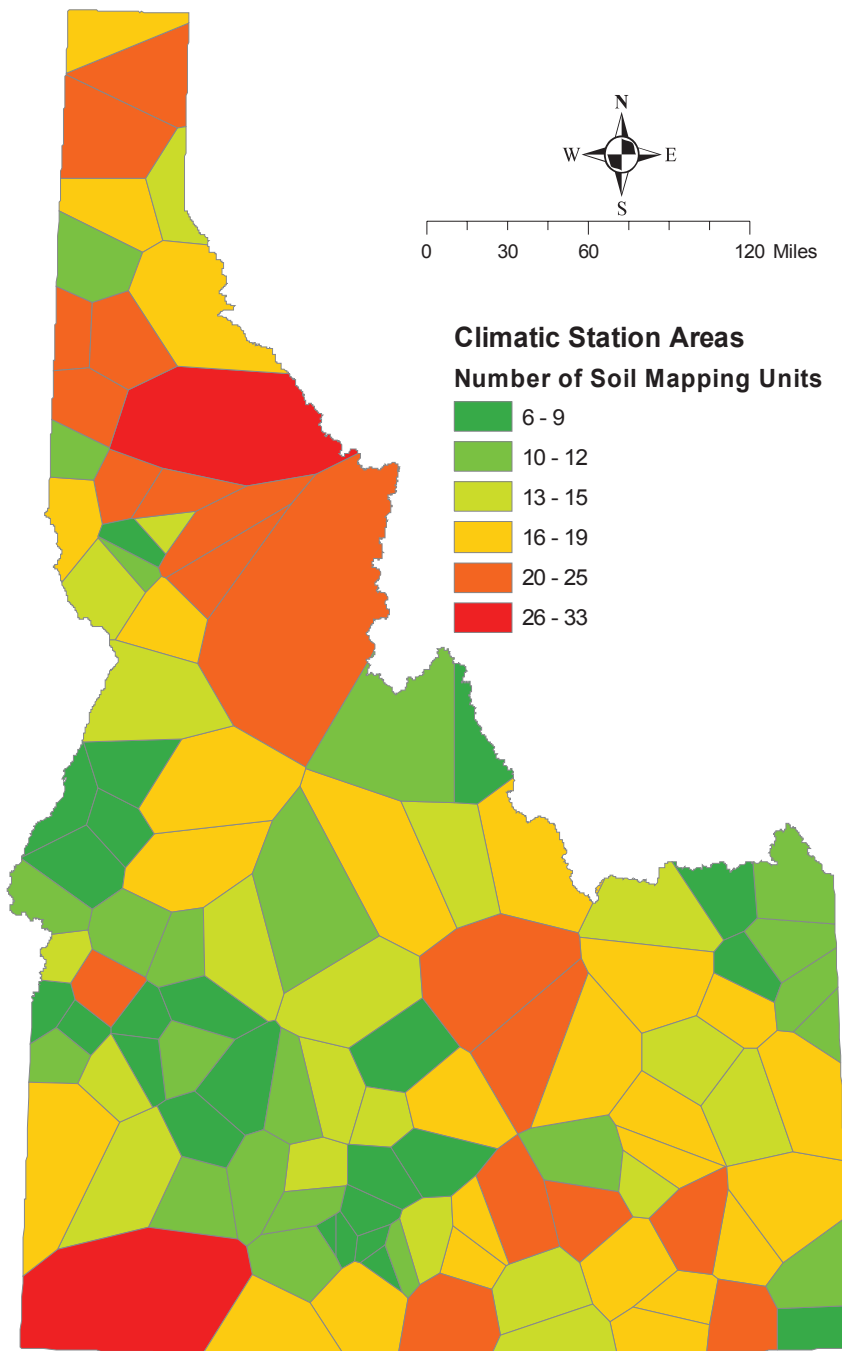 N
W E
S
0 30 60 120 Miles
Climatic Station Areas
Number of Soil Mapping Units
6 - 9
10 - 12
13 - 15
16 - 19
20 - 25
26 - 33